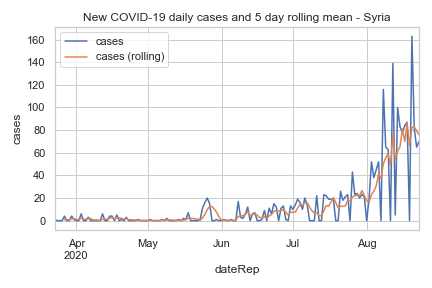 New COVID-19 daily cases and 5 day rolling mean - Syria
cases
cases (rolling)
160
140
120
100
80
60
40
20
0
cases
Apr May Jun Jul Aug
2020
dateRep